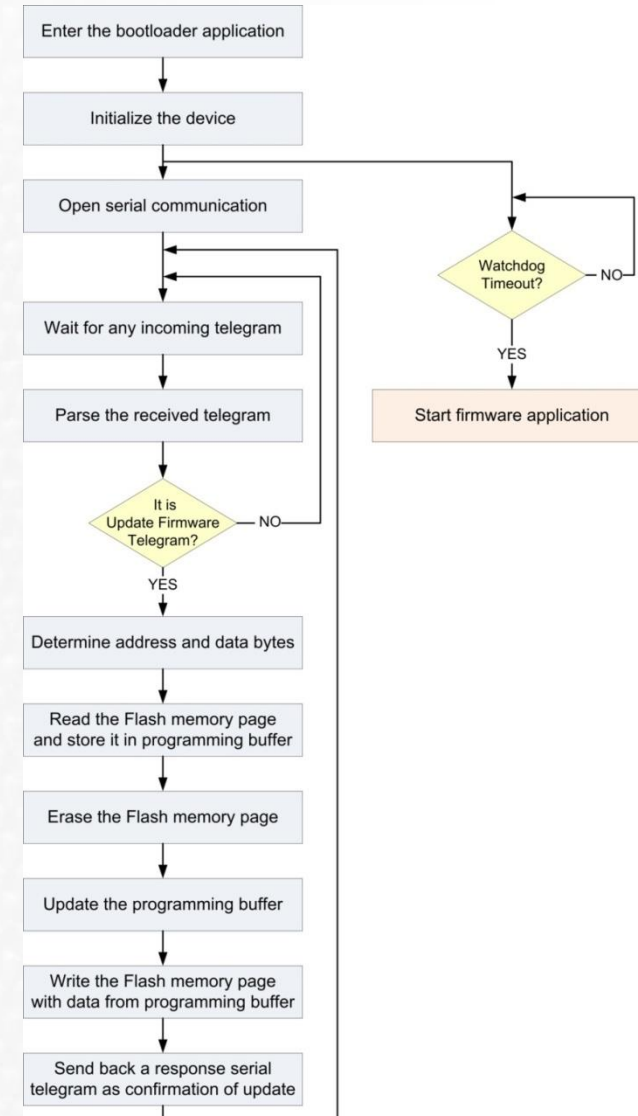 Enter the bootloader application
Initialize the device
Open serial communication
Watchdog
Timeout?
NO
Wait for any incoming telegram
YES
Parse the received telegram
Start firmware application
It is
Update Firmware
Telegram?
NO
YES
Determine address and data bytes
Read the Flash memory page
and store it in programming buffer
Erase the Flash memory page
Update the programming buffer
Write the Flash memory page
with data from programming buffer
Send back a response serial
telegram as confirmation of update